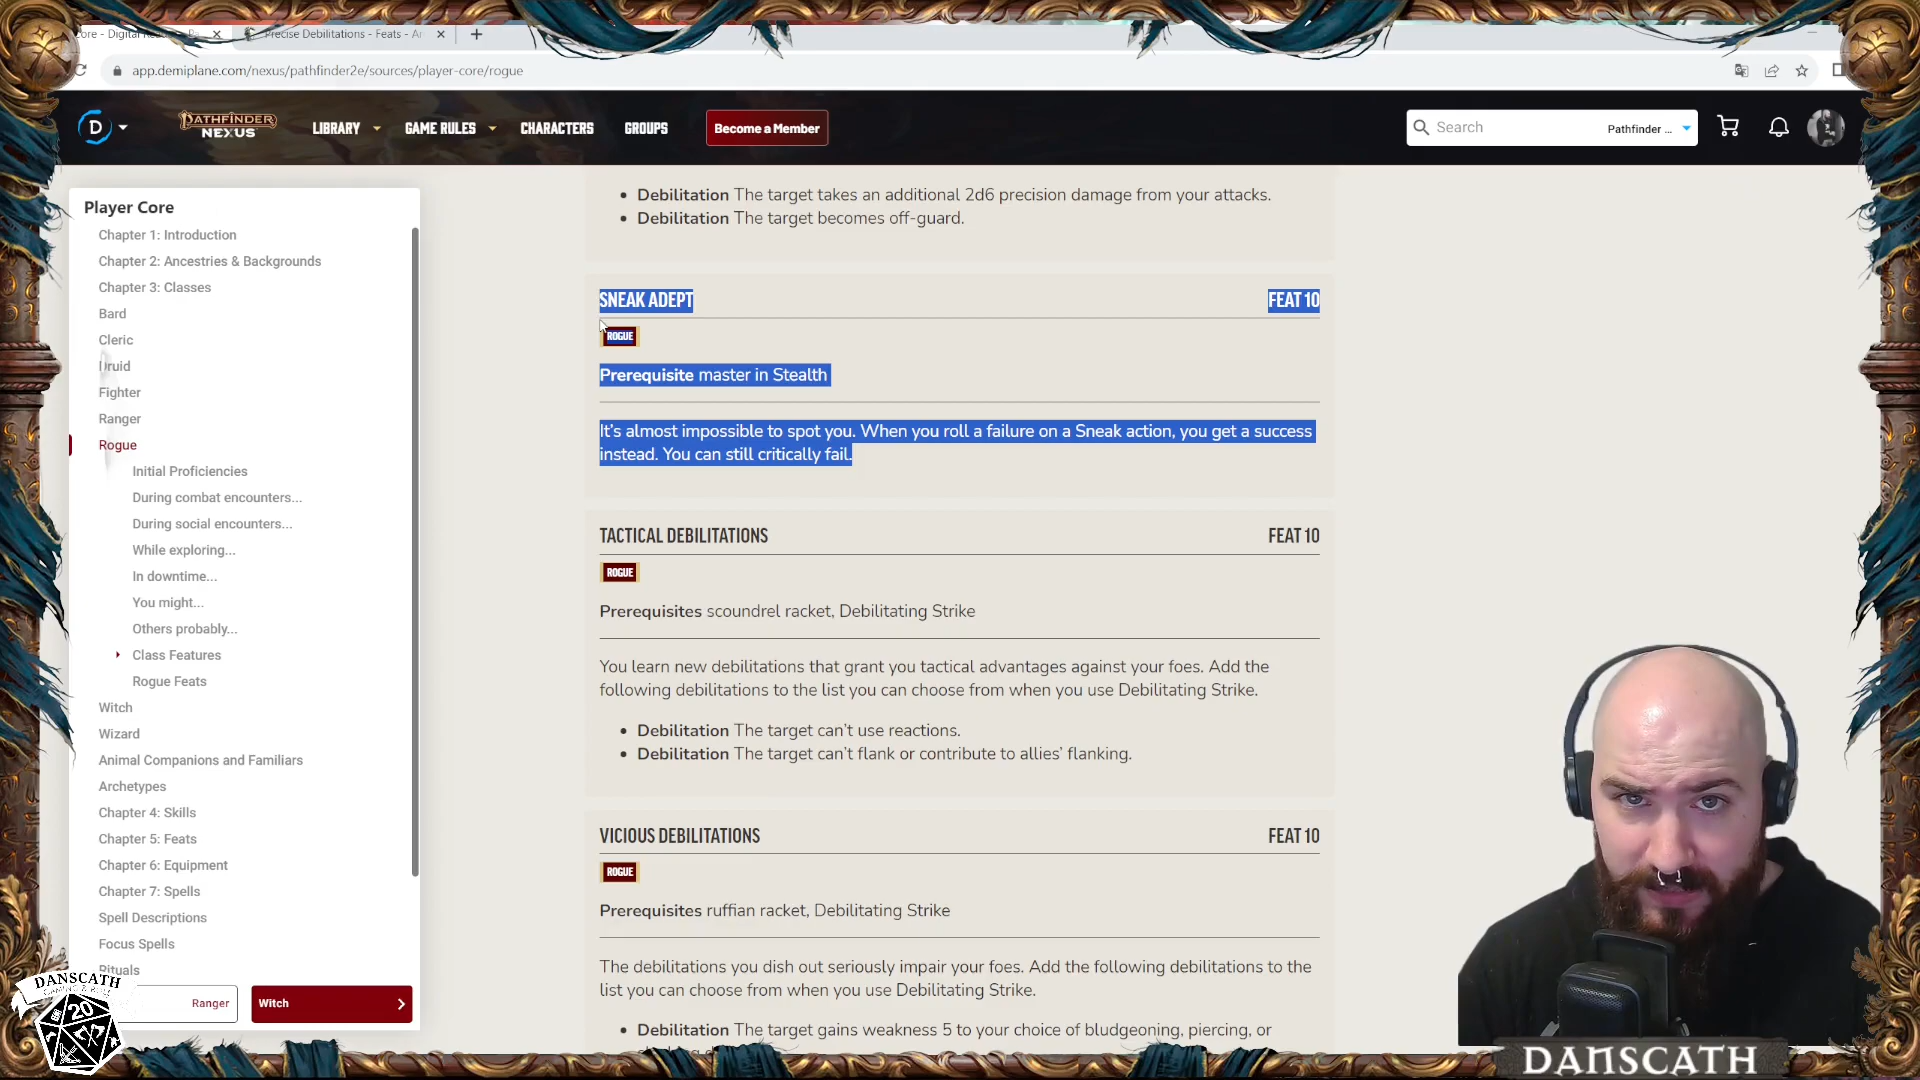 Core - Digital Rea
Precise Debilitations - Feats - Ar
app.demiplane.com/nexus/pathfinder2e/sources/player-core/rogue
D
PATHFINDER
NEXUS
LIBRARY
GAME RULES
CHARACTERS
GROUPS
Become a Member
Search
Pathfinder ...
Player Core
Chapter 1: Introduction
Chapter 2: Ancestries & Backgrounds
Chapter 3: Classes
Bard
Cleric
Druid
Fighter
Ranger
Rogue
Initial Proficiencies
During combat encounters...
During social encounters...
While exploring...
In downtime...
You might...
Others probably...
Class Features
Rogue Feats
Witch
Wizard
Animal Companions and Familiars
Archetypes
Chapter 4: Skills
Chapter 5: Feats
Chapter 6: Equipment
Chapter 7: Spells
Spell Descriptions
Focus Spells
Rituals
Ranger
Witch
• Debilitation The target takes an additional 2d6 precision damage from your attacks.
• Debilitation The target becomes off-guard.
SNEAK ADEPT
FEAT 10
ROGUE
Prerequisite master in Stealth
It's almost impossible to spot you. When you roll a failure on a Sneak action, you get a success
instead. You can still critically fail.
TACTICAL DEBILITATIONS
FEAT 10
ROGUE
Prerequisites scoundrel racket, Debilitating Strike
You learn new debilitations that grant you tactical advantages against your foes. Add the
following debilitations to the list you can choose from when you use Debilitating Strike.
• Debilitation The target can't use reactions.
• Debilitation The target can't flank or contribute to allies' flanking.
VICIOUS DEBILITATIONS
FEAT 10
ROGUE
Prerequisites ruffian racket, Debilitating Strike
The debilitations you dish out seriously impair your foes. Add the following debilitations to the
list you can choose from when you use Debilitating Strike.
• Debilitation The target gains weakness 5 to your choice of bludgeoning, piercing, or
DANSCATH
20
DANSCATH